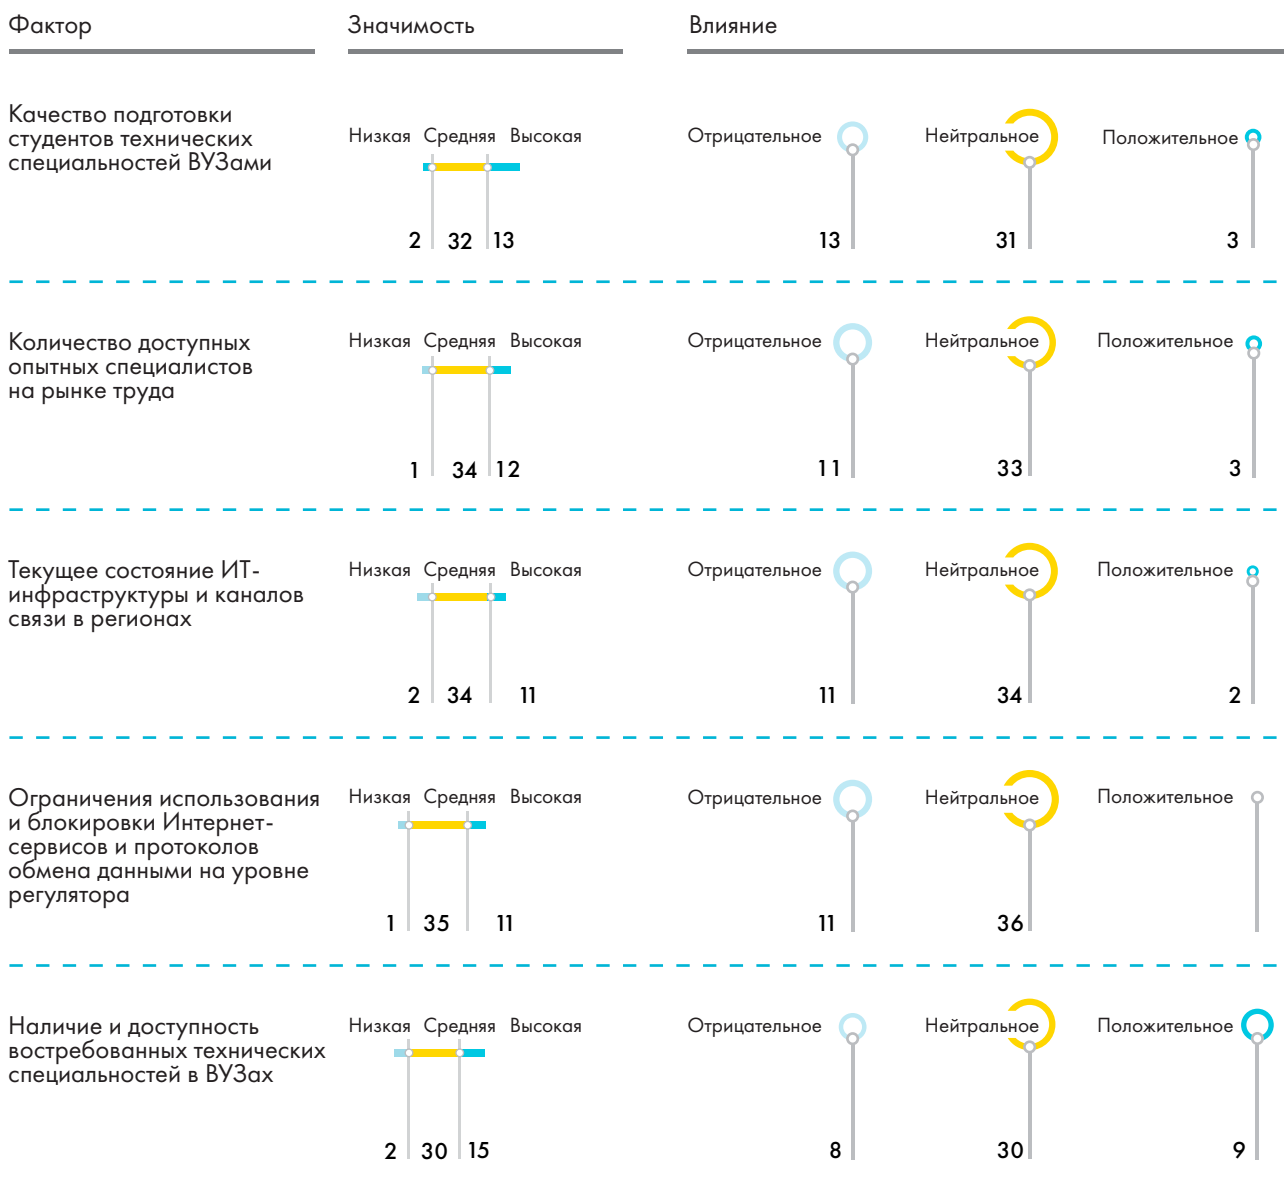 Фактор
Значимость
Влияние
Качество подготовки
студентов технических
специальностей ВУЗами
Низкая Средняя Высокая
2 32 13
Отрицательное
13
Нейтральное
31
Положительное
3
Количество доступных
опытных специалистов
на рынке труда
Низкая Средняя Высокая
1 34 12
Отрицательное
11
Нейтральное
33
Положительное
3
Текущее состояние ИТ-
инфраструктуры и каналов
связи в регионах
Низкая Средняя Высокая
2 34 11
Отрицательное
11
Нейтральное
34
Положительное
2
Ограничения использования
и блокировки Интернет-
сервисов и протоколов
обмена данными на уровне
регулятора
Низкая Средняя Высокая
1 35 11
Отрицательное
11
Нейтральное
36
Положительное
Наличие и доступность
востребованных технических
специальностей в ВУЗах
Низкая Средняя Высокая
2 30 15
Отрицательное
8
Нейтральное
30
Положительное
9